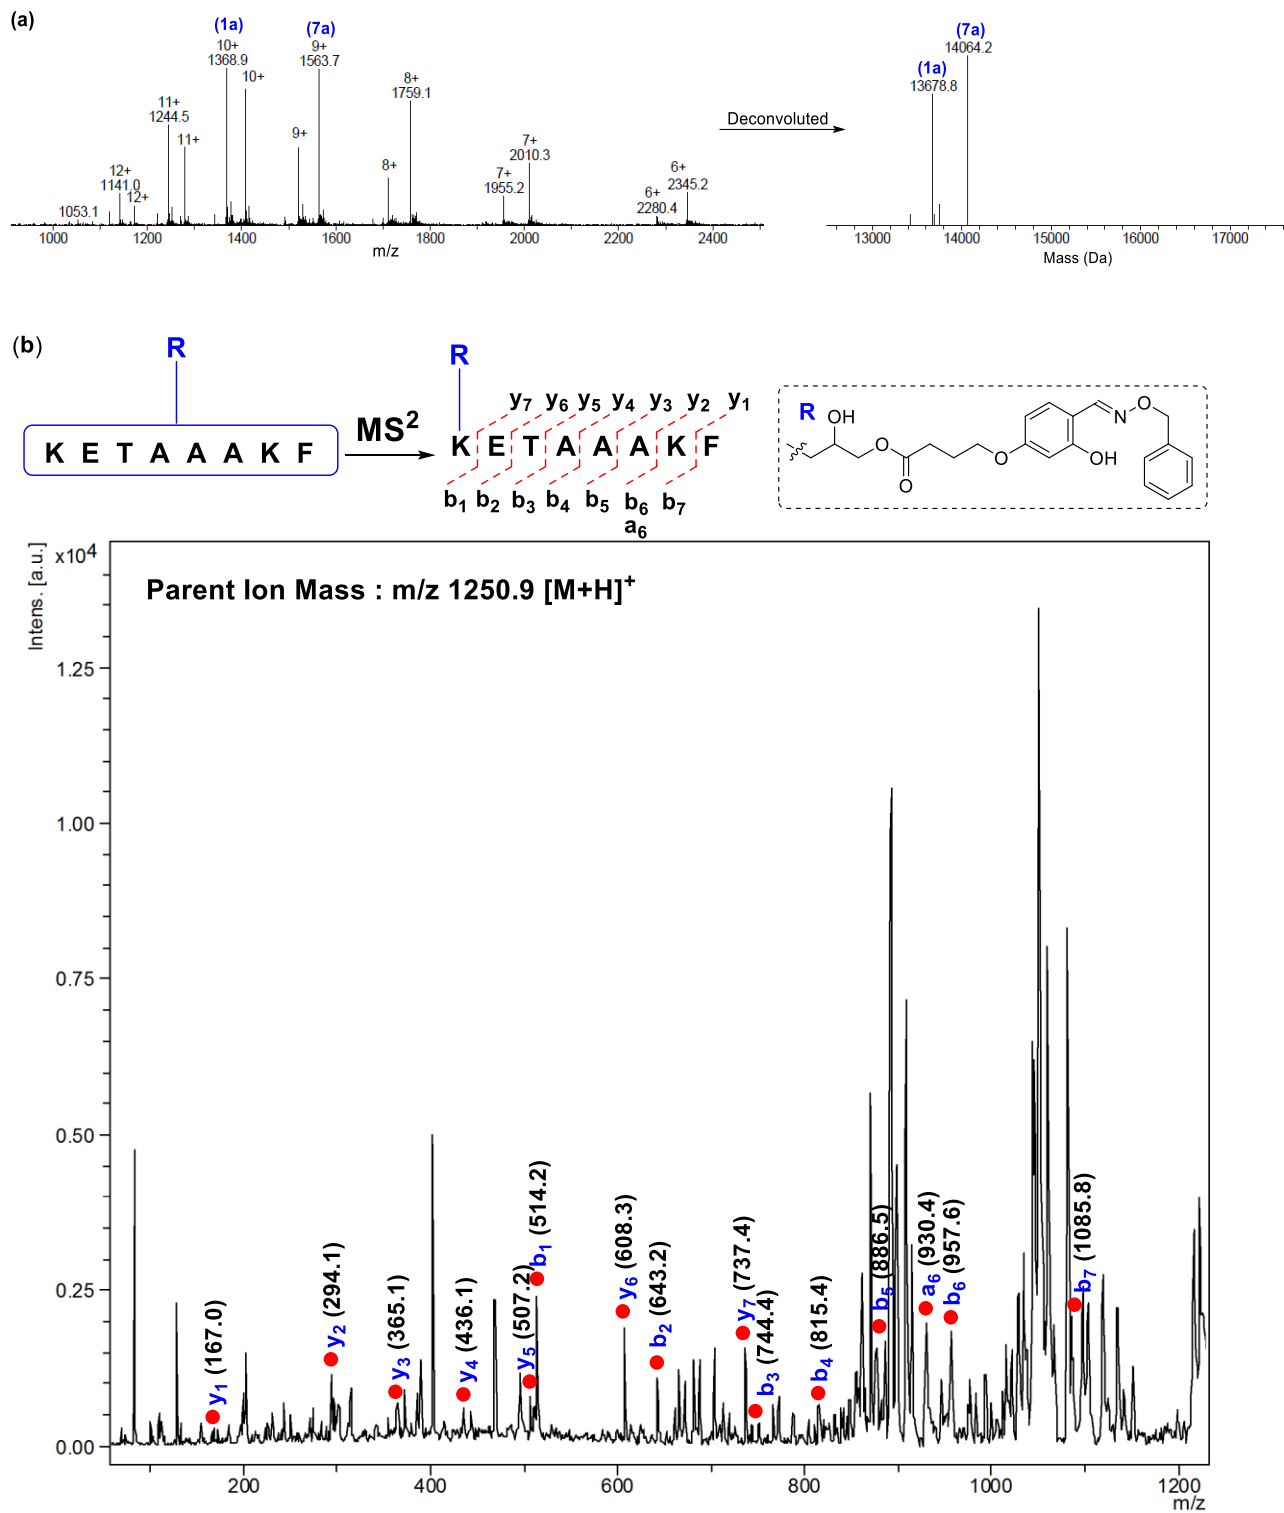 (a)
(1a)
10+
1368.9
(7a)
9+
1563.7
10+
8+
1759.1
11+
1244.5
11+
9+
12+
1141.0
12+
1053.1
8+
7+
1955.2
7+
2010.3
6+
2280.4
6+
2345.2
1000 1200 1400 1600 1800 2000 2200 2400
m/z
Deconvoluted
(7a)
14064.2
(1a)
13678.8
13000 14000 15000 16000 17000
Mass (Da)
(b)
R
K E T A A A K F
MS²
R
y₇ y₆ y₅ y₄ y₃ y₂ y₁
K E T A A A K F
b₁ b₂ b₃ b₄ b₅ b₆ b₇
a₆
R
OH
O
O
O
OH
N
O
Intens. [a.u.]
x10⁴
Parent Ion Mass : m/z 1250.9 [M+H]⁺
1.25
1.00
0.75
0.50
0.25
0.00
y₁ (167.0)
y₂ (294.1)
y₃ (365.1)
y₄ (436.1)
y₅ (507.2)
b₁ (514.2)
y₆ (608.3)
b₂ (643.2)
y₇ (737.4)
b₃ (744.4)
b₄ (815.4)
b₅ (886.5)
a₆ (930.4)
b₆ (957.6)
b₇ (1085.8)
200 400 600 800 1000 1200
m/z